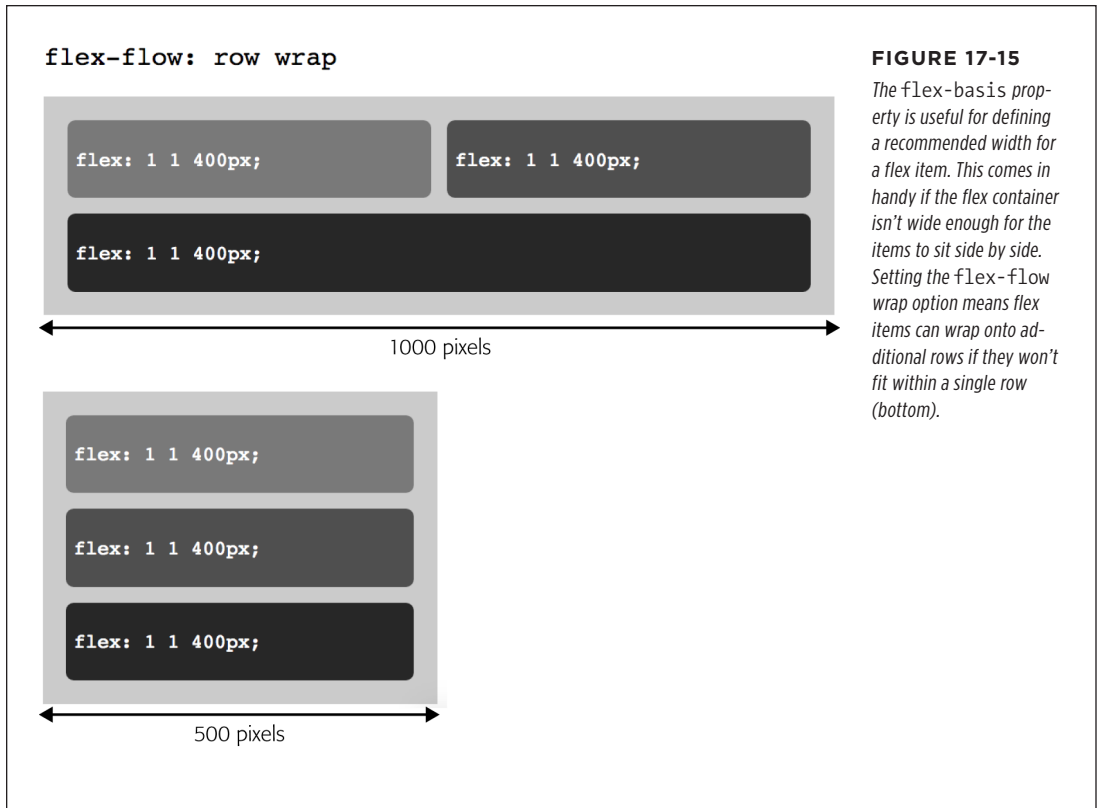 flex-flow: row wrap
flex: 1 1 400px;
flex: 1 1 400px;
flex: 1 1 400px;
1000 pixels
flex: 1 1 400px;
flex: 1 1 400px;
flex: 1 1 400px;
500 pixels
FIGURE 17-15
The flex-basis prop-
erty is useful for defining
a recommended width for
a flex item. This comes in
handy if the flex container
isn’t wide enough for the
items to sit side by side.
Setting the flex-flow
wrap option means flex
items can wrap onto ad-
ditional rows if they won’t
fit within a single row
(bottom).